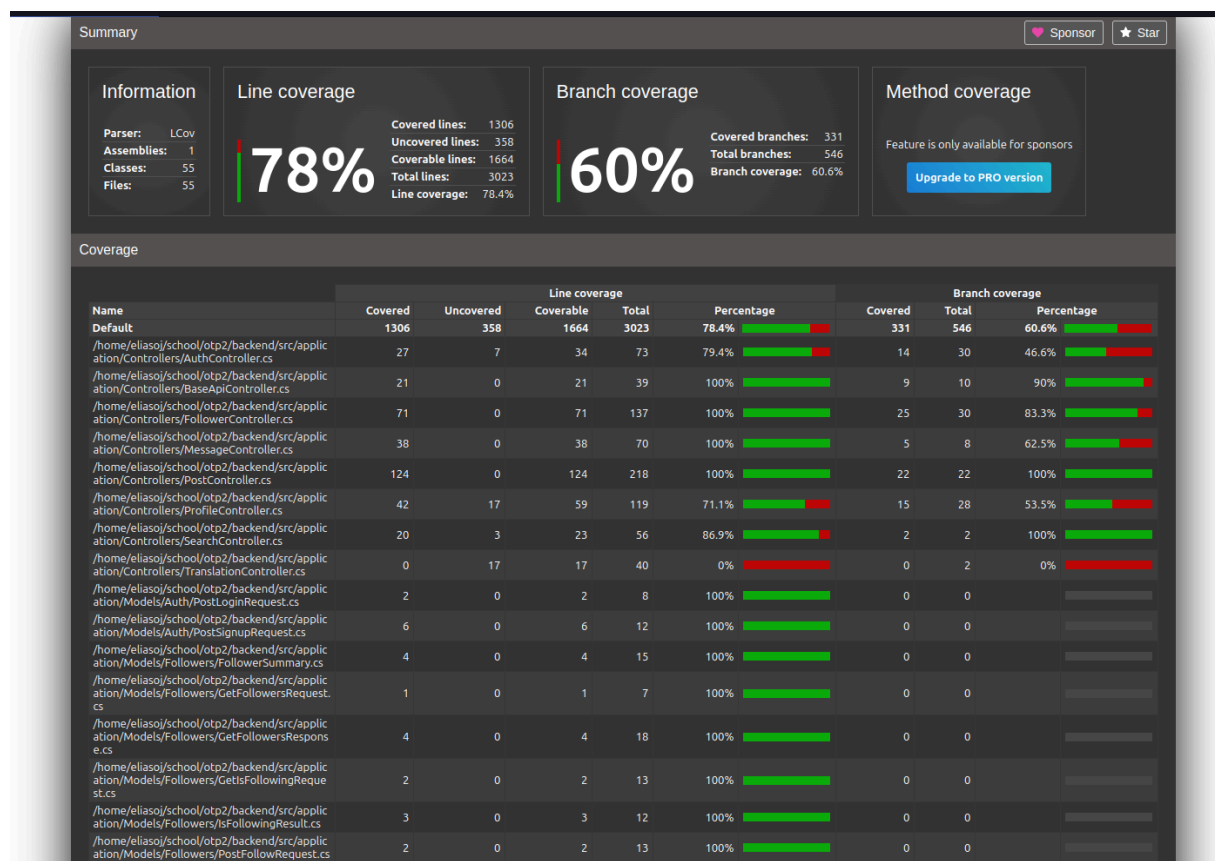 Summary
Sponsor
Star
Information
Parser: LCov
Assemblies: 1
Classes: 55
Files: 55
Line coverage
78%
Covered lines: 1306
Uncovered lines: 358
Coverable lines: 1664
Total lines: 3023
Line coverage: 78.4%
Branch coverage
60%
Covered branches: 331
Total branches: 546
Branch coverage: 60.6%
Method coverage
Feature is only available for sponsors
Upgrade to PRO version
Coverage
Line coverage Branch coverage
Name Covered Uncovered Coverable Total Percentage Covered Total Percentage
Default 1306 358 1664 3023 78.4% 331 546 60.6%
/home/eliasoj/school/otp2/backend/src/applic
ation/Controllers/AuthController.cs 27 7 34 73 79.4% 14 30 46.6%
/home/eliasoj/school/otp2/backend/src/applic
ation/Controllers/BaseApiController.cs 21 0 21 39 100% 9 10 90%
/home/eliasoj/school/otp2/backend/src/applic
ation/Controllers/FollowerController.cs 71 0 71 137 100% 25 30 83.3%
/home/eliasoj/school/otp2/backend/src/applic
ation/Controllers/MessageController.cs 38 0 38 70 100% 5 8 62.5%
/home/eliasoj/school/otp2/backend/src/applic
ation/Controllers/PostController.cs 124 0 124 218 100% 22 22 100%
/home/eliasoj/school/otp2/backend/src/applic
ation/Controllers/ProfileController.cs 42 17 59 119 71.1% 15 28 53.5%
/home/eliasoj/school/otp2/backend/src/applic
ation/Controllers/SearchController.cs 20 3 23 56 86.9% 2 2 100%
/home/eliasoj/school/otp2/backend/src/applic
ation/Controllers/TranslationController.cs 0 17 17 40 0% 0 2 0%
/home/eliasoj/school/otp2/backend/src/applic
ation/Models/Auth/PostLoginRequest.cs 2 0 2 8 100% 0 0
/home/eliasoj/school/otp2/backend/src/applic
ation/Models/Auth/PostSignupRequest.cs 6 0 6 12 100% 0 0
/home/eliasoj/school/otp2/backend/src/applic
ation/Models/Followers/FollowerSummary.cs 4 0 4 15 100% 0 0
/home/eliasoj/school/otp2/backend/src/applic
ation/Models/Followers/GetFollowersRequest.
cs 1 0 1 7 100% 0 0
/home/eliasoj/school/otp2/backend/src/applic
ation/Models/Followers/GetFollowersRespons
e.cs 4 0 4 18 100% 0 0
/home/eliasoj/school/otp2/backend/src/applic
ation/Models/Followers/GetIsFollowingReque
st.cs 2 0 2 13 100% 0 0
/home/eliasoj/school/otp2/backend/src/applic
ation/Models/Followers/IsFollowingResult.cs 3 0 3 12 100% 0 0
/home/eliasoj/school/otp2/backend/src/applic
ation/Models/Followers/PostFollowRequest.cs 2 0 2 13 100% 0 0